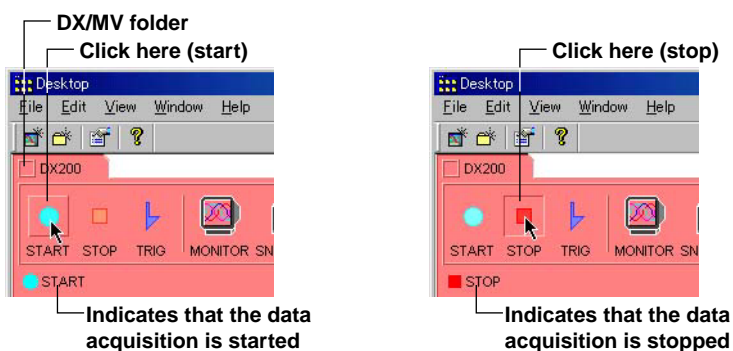 DX/MV folder
Click here (start)
Desktop
File Edit View Window Help
DX200
START STOP TRIG MONITOR SN
START
Indicates that the data
acquisition is started
Click here (stop)
Desktop
File Edit View Window Help
DX200
START STOP TRIG MONITOR SN
STOP
Indicates that the data
acquisition is stopped